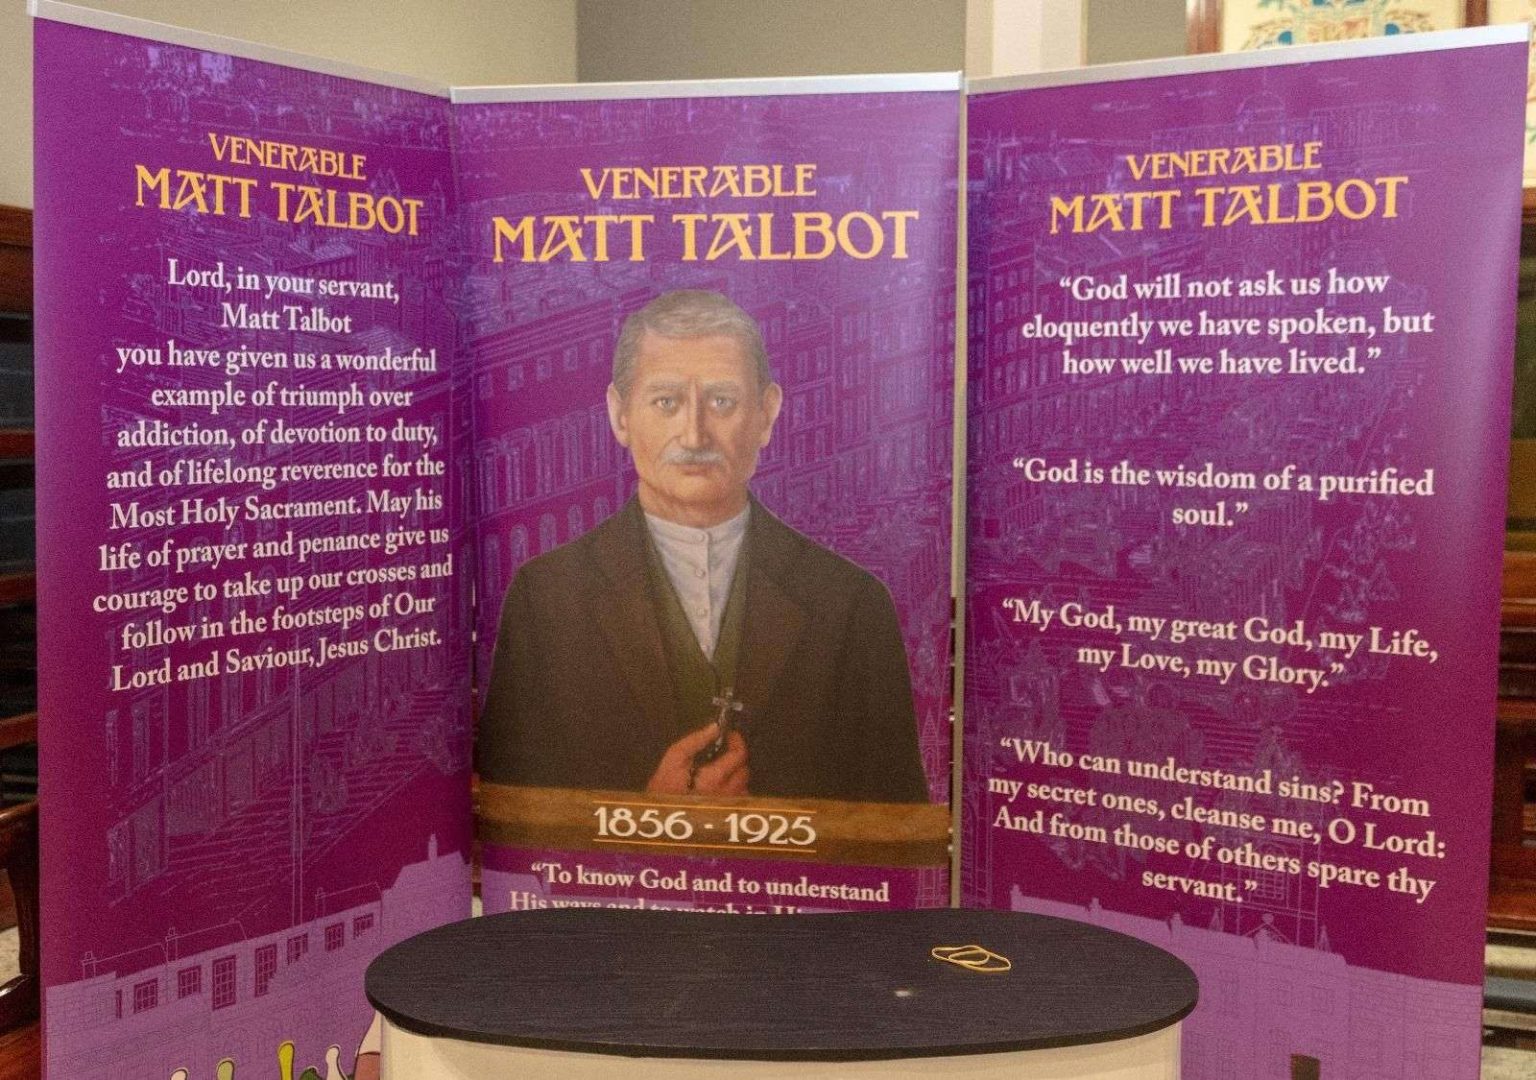 VENERABLE
MATT TALBOT
Lord, in your servant,
Matt Talbot
you have given us a wonderful
example of triumph over
addiction, of devotion to duty,
and of lifelong reverence for the
Most Holy Sacrament. May his
life of prayer and penance give us
courage to take up our crosses and
follow in the footsteps of Our
Lord and Saviour, Jesus Christ.
VENERABLE
MATT TALBOT
1856 - 1925
“To know God and to understand
His ways and to watch in
VENERABLE
MATT TALBOT
“God will not ask us how
eloquently we have spoken, but
how well we have lived.”
“God is the wisdom of a purified
soul.”
“My God, my great God, my Life,
my Love, my Glory.”
“Who can understand sins? From
my secret ones, cleanse me, O Lord:
And from those of others spare thy
servant.”